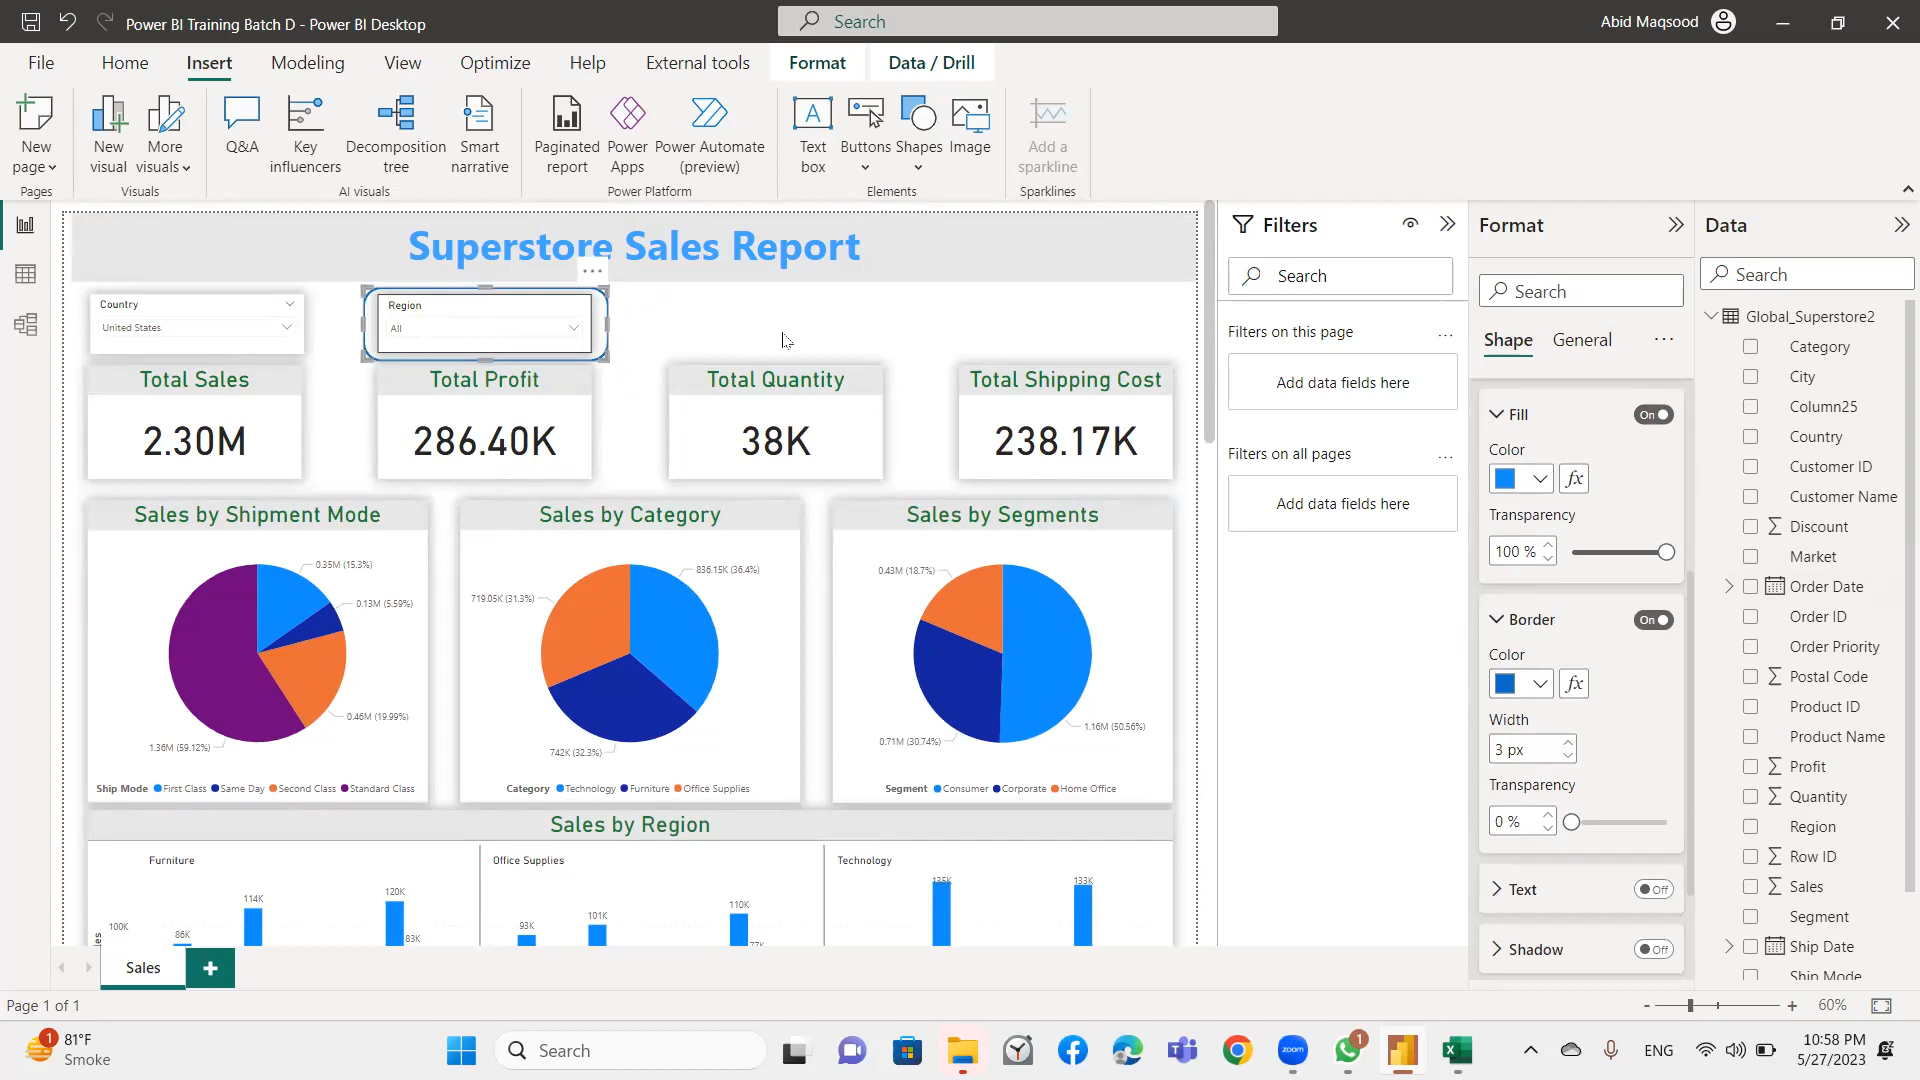 Power BI Training Batch D - Power BI Desktop
Search
Abid Maqsood
File Home Insert Modeling View Optimize Help External tools Format Data / Drill
New page
New visual
More visuals
Q&A
Key influencers
Decomposition tree
Smart narrative
Paginated report
Power Apps
Power Automate (preview)
Text box
Buttons
Shapes
Image
Add a sparkline
Pages
Visuals
AI visuals
Power Platform
Elements
Sparklines
Superstore Sales Report
Country
United States
Region
All
Total Sales
2.30M
Total Profit
286.40K
Total Quantity
38K
Total Shipping Cost
238.17K
Sales by Shipment Mode
0.35M (15.3%)
0.13M (5.59%)
0.46M (19.99%)
1.36M (59.12%)
Ship Mode First Class Same Day Second Class Standard Class
Sales by Category
836.15K (36.4%)
719.05K (31.3%)
742K (32.3%)
Category Technology Furniture Office Supplies
Sales by Segments
0.43M (18.7%)
1.16M (50.56%)
0.71M (30.74%)
Segment Consumer Corporate Home Office
Sales by Region
Furniture
Office Supplies
Technology
100K
86K
114K
120K
83K
93K
101K
110K
77K
135K
133K
Sales
Page 1 of 1
60%
Filters
Search
Filters on this page
Add data fields here
Filters on all pages
Add data fields here
Format
Search
Shape General
Fill On
Color
fx
Transparency
100 %
Border On
Color
fx
Width
3 px
Transparency
0 %
Text Off
Shadow Off
Data
Search
Global_Superstore2
Category
City
Column25
Country
Customer ID
Customer Name
Discount
Market
Order Date
Order ID
Order Priority
Postal Code
Product ID
Product Name
Profit
Quantity
Region
Row ID
Sales
Segment
Ship Date
Ship Mode
1
81°F
Smoke
Search
zoom
1
ENG
10:58 PM
5/27/2023